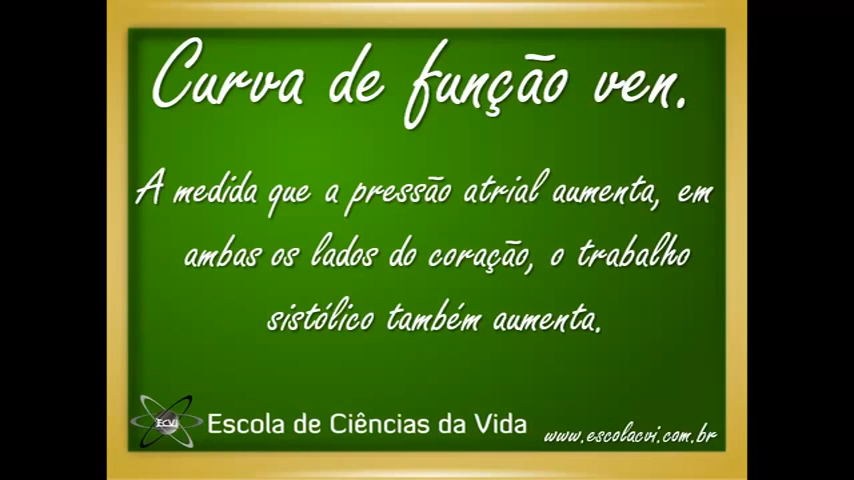 Curva de função ven.
A medida que a pressão atrial aumenta, em
ambas os lados do coração, o trabalho
sistólico também aumenta.
ECVI
Escola de Ciências da Vida
www.escolacvi.com.br